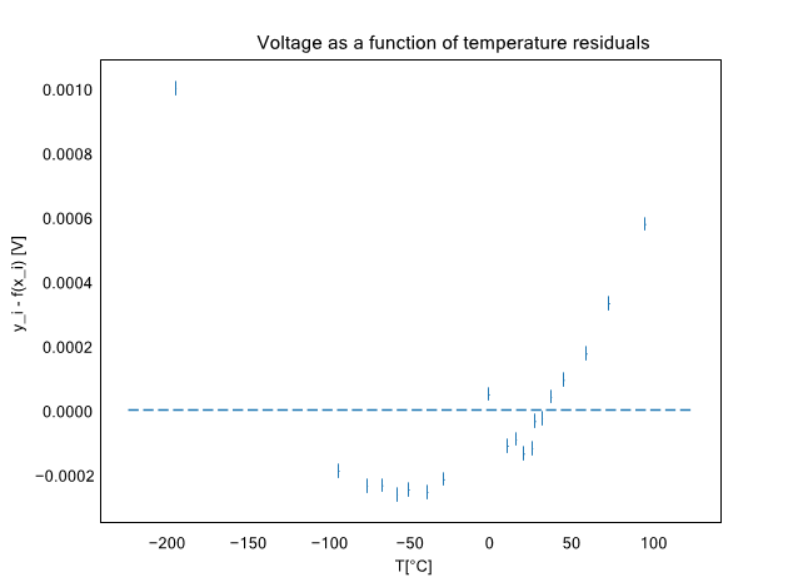 Voltage as a function of temperature residuals
0.0010
0.0008
0.0006
0.0004
0.0002
0.0000
−0.0002
y_i - f(x_i) [V]
−200 −150 −100 −50 0 50 100
T[°C]